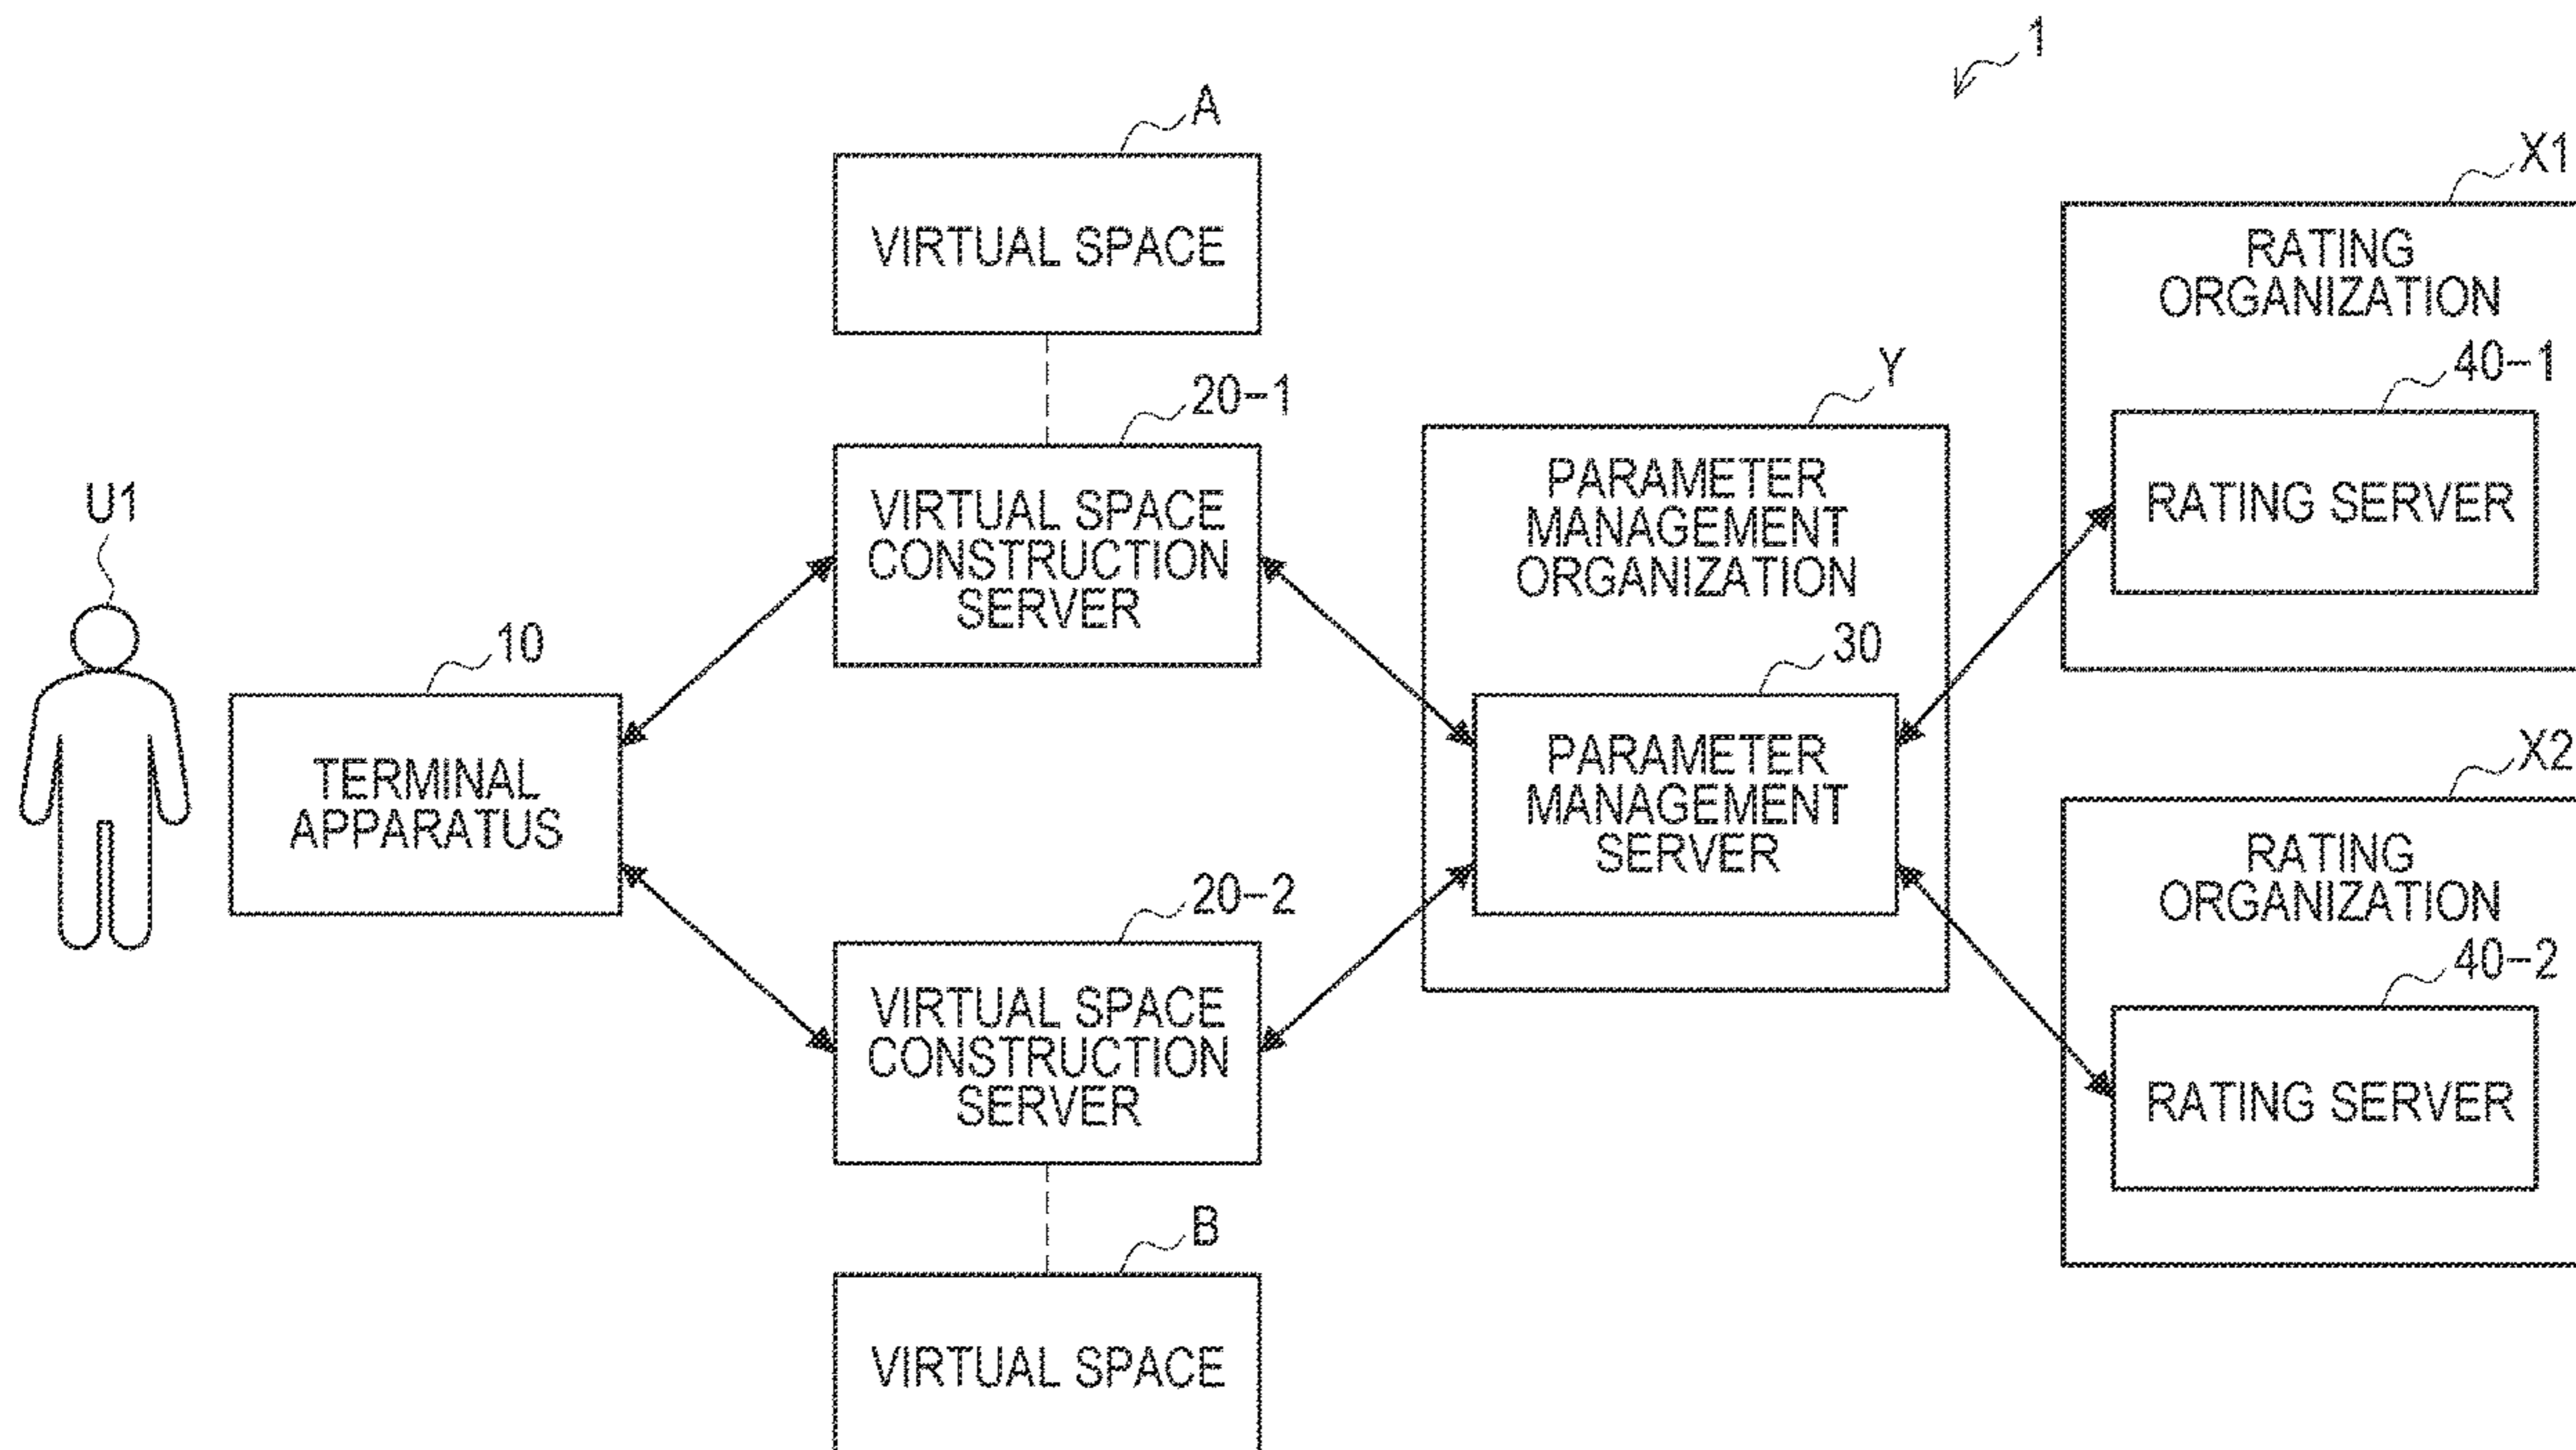 1
A
VIRTUAL SPACE
X1
RATING
ORGANIZATION
40-1
RATING SERVER
20-1
VIRTUAL SPACE
CONSTRUCTION
SERVER
Y
PARAMETER
MANAGEMENT
ORGANIZATION
30
PARAMETER
MANAGEMENT
SERVER
U1
10
TERMINAL
APPARATUS
X2
RATING
ORGANIZATION
40-2
RATING SERVER
20-2
VIRTUAL SPACE
CONSTRUCTION
SERVER
B
VIRTUAL SPACE